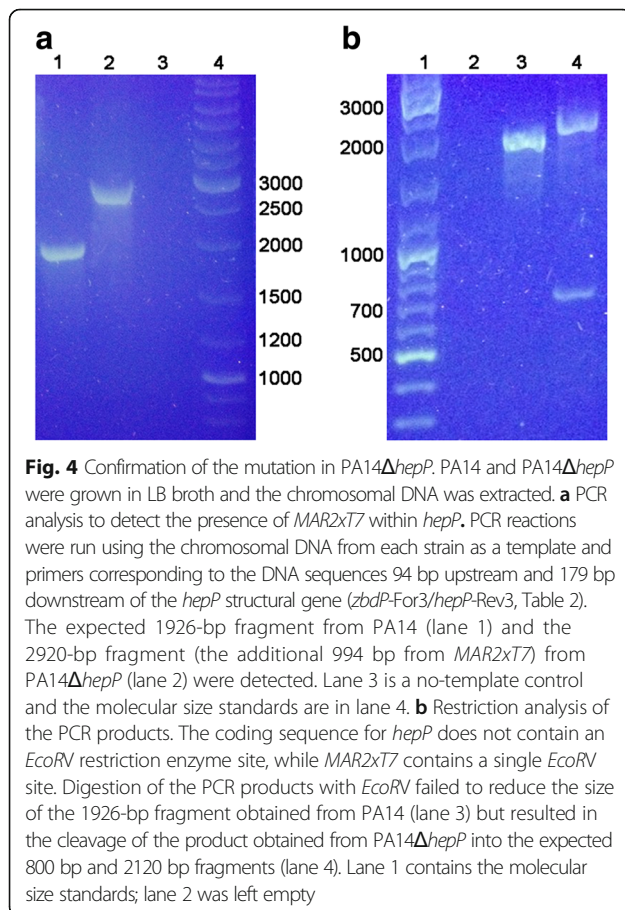 a
b
1 2 3 4
1 2 3 4
3000
2500
2000
1500
1200
1000
3000
2000
1000
700
500
Fig. 4 Confirmation of the mutation in PA14ΔhepP. PA14 and PA14ΔhepP
were grown in LB broth and the chromosomal DNA was extracted. a PCR
analysis to detect the presence of MAR2xT7 within hepP. PCR reactions
were run using the chromosomal DNA from each strain as a template and
primers corresponding to the DNA sequences 94 bp upstream and 179 bp
downstream of the hepP structural gene (zbdP-For3/hepP-Rev3, Table 2).
The expected 1926-bp fragment from PA14 (lane 1) and the
2920-bp fragment (the additional 994 bp from MAR2xT7) from
PA14ΔhepP (lane 2) were detected. Lane 3 is a no-template control
and the molecular size standards are in lane 4. b Restriction analysis of
the PCR products. The coding sequence for hepP does not contain an
EcoRV restriction enzyme site, while MAR2xT7 contains a single EcoRV
site. Digestion of the PCR products with EcoRV failed to reduce the size
of the 1926-bp fragment obtained from PA14 (lane 3) but resulted in
the cleavage of the product obtained from PA14ΔhepP into the expected
800 bp and 2120 bp fragments (lane 4). Lane 1 contains the molecular
size standards; lane 2 was left empty